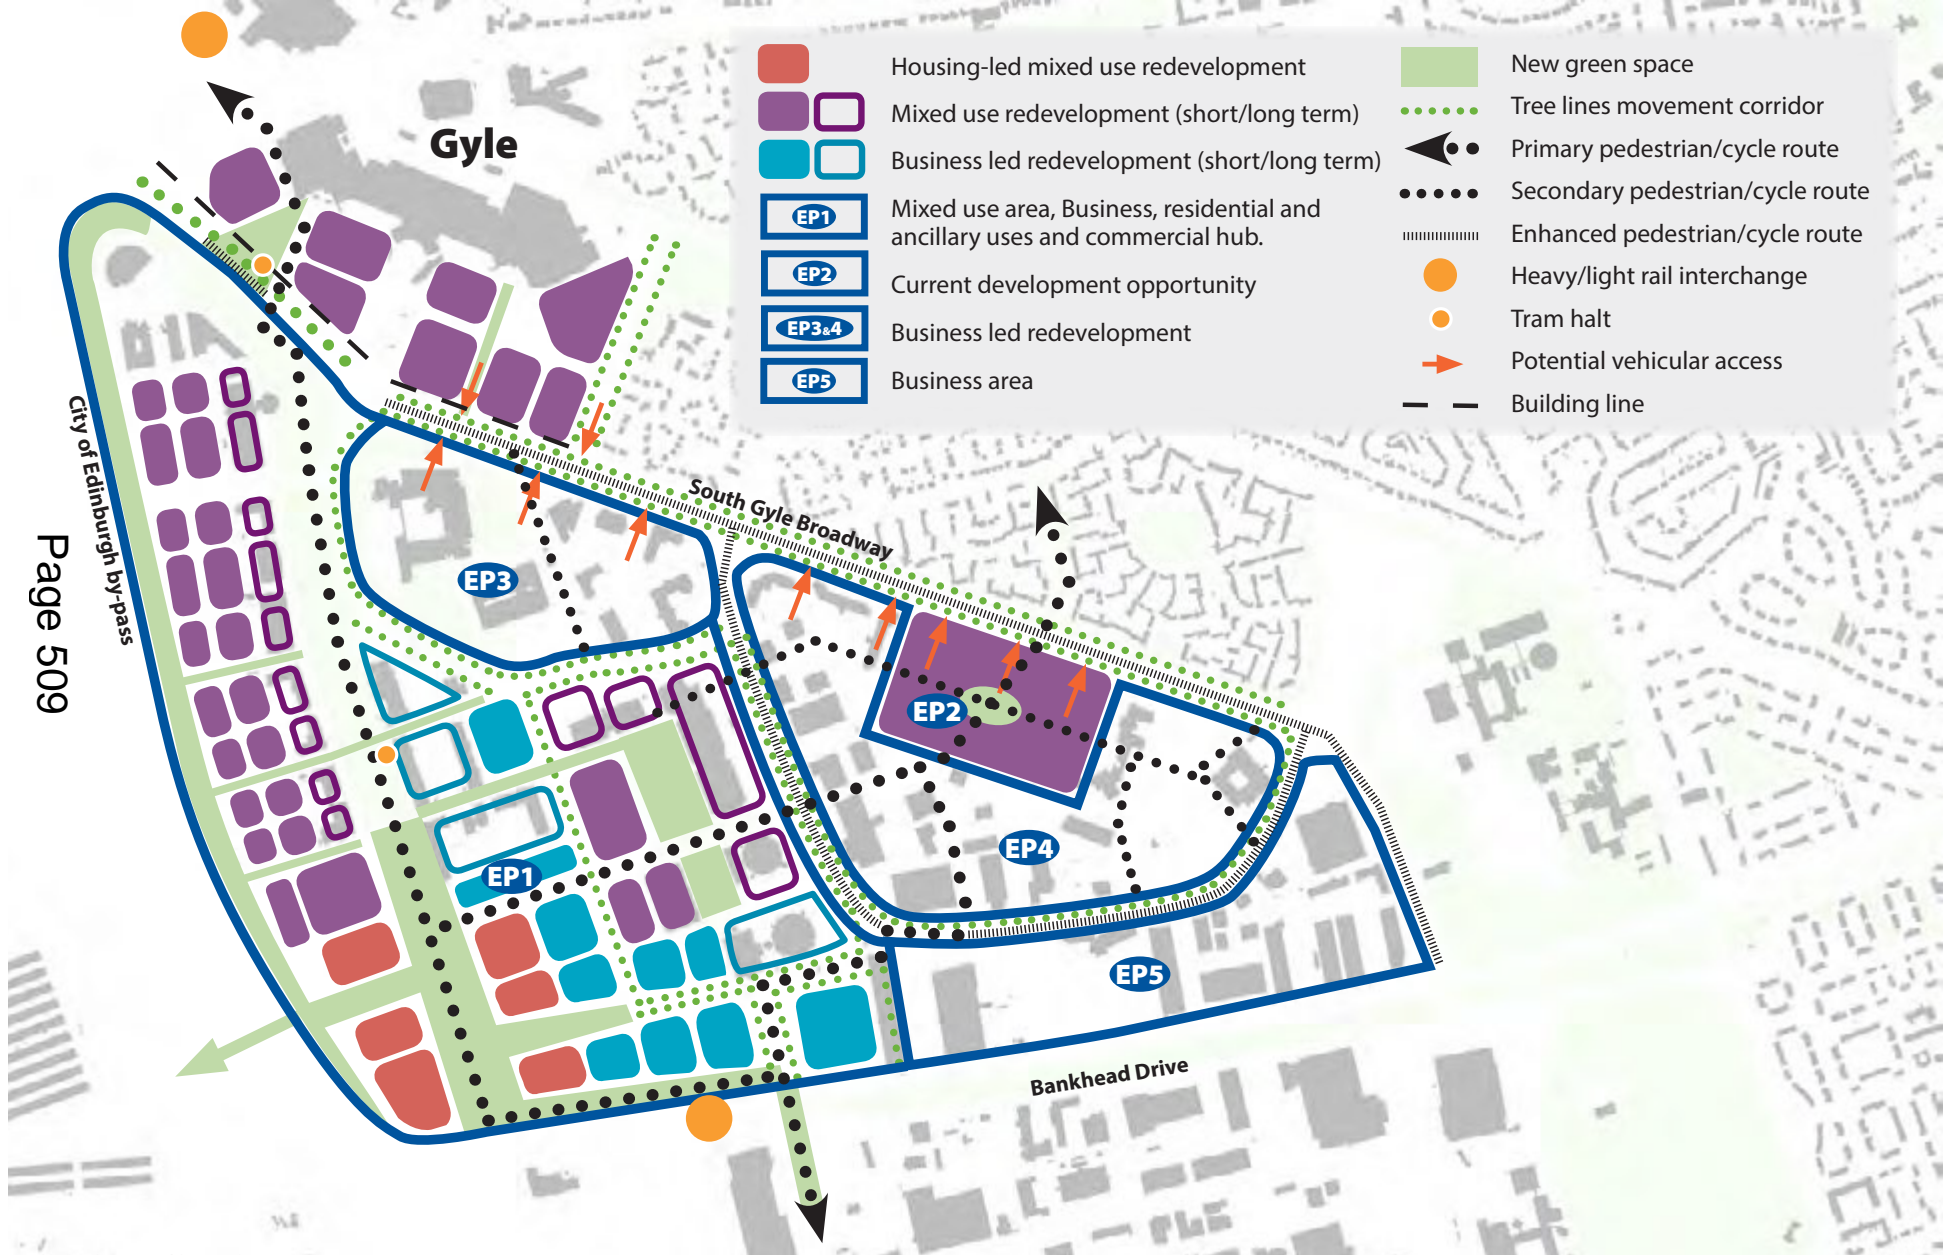 Gyle
Housing-led mixed use redevelopment
Mixed use redevelopment (short/long term)
Business led redevelopment (short/long term)
EP1
Mixed use area, Business, residential and
ancillary uses and commercial hub.
EP2
Current development opportunity
EP3&4
Business led redevelopment
EP5
Business area
New green space
Tree lines movement corridor
Primary pedestrian/cycle route
Secondary pedestrian/cycle route
Enhanced pedestrian/cycle route
Heavy/light rail interchange
Tram halt
Potential vehicular access
Building line
City of Edinburgh by-pass
South Gyle Broadway
Page 509
EP3
EP2
EP4
EP1
EP5
Bankhead Drive